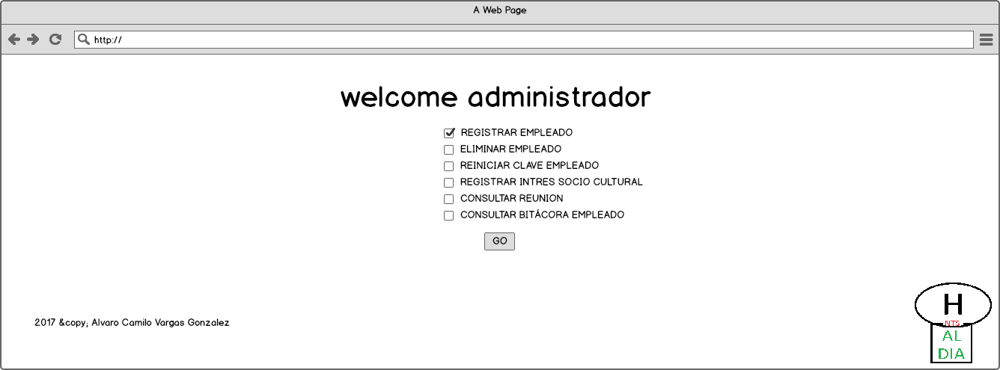 A Web Page
http://
welcome administrador
REGISTRAR EMPLEADO
ELIMINAR EMPLEADO
REINICIAR CLAVE EMPLEADO
REGISTRAR INTRES SOCIO CULTURAL
CONSULTAR REUNION
CONSULTAR BITÁCORA EMPLEADO
GO
2017 &copy; Alvaro Camilo Vargas Gonzalez
H
NTS
AL
DIA